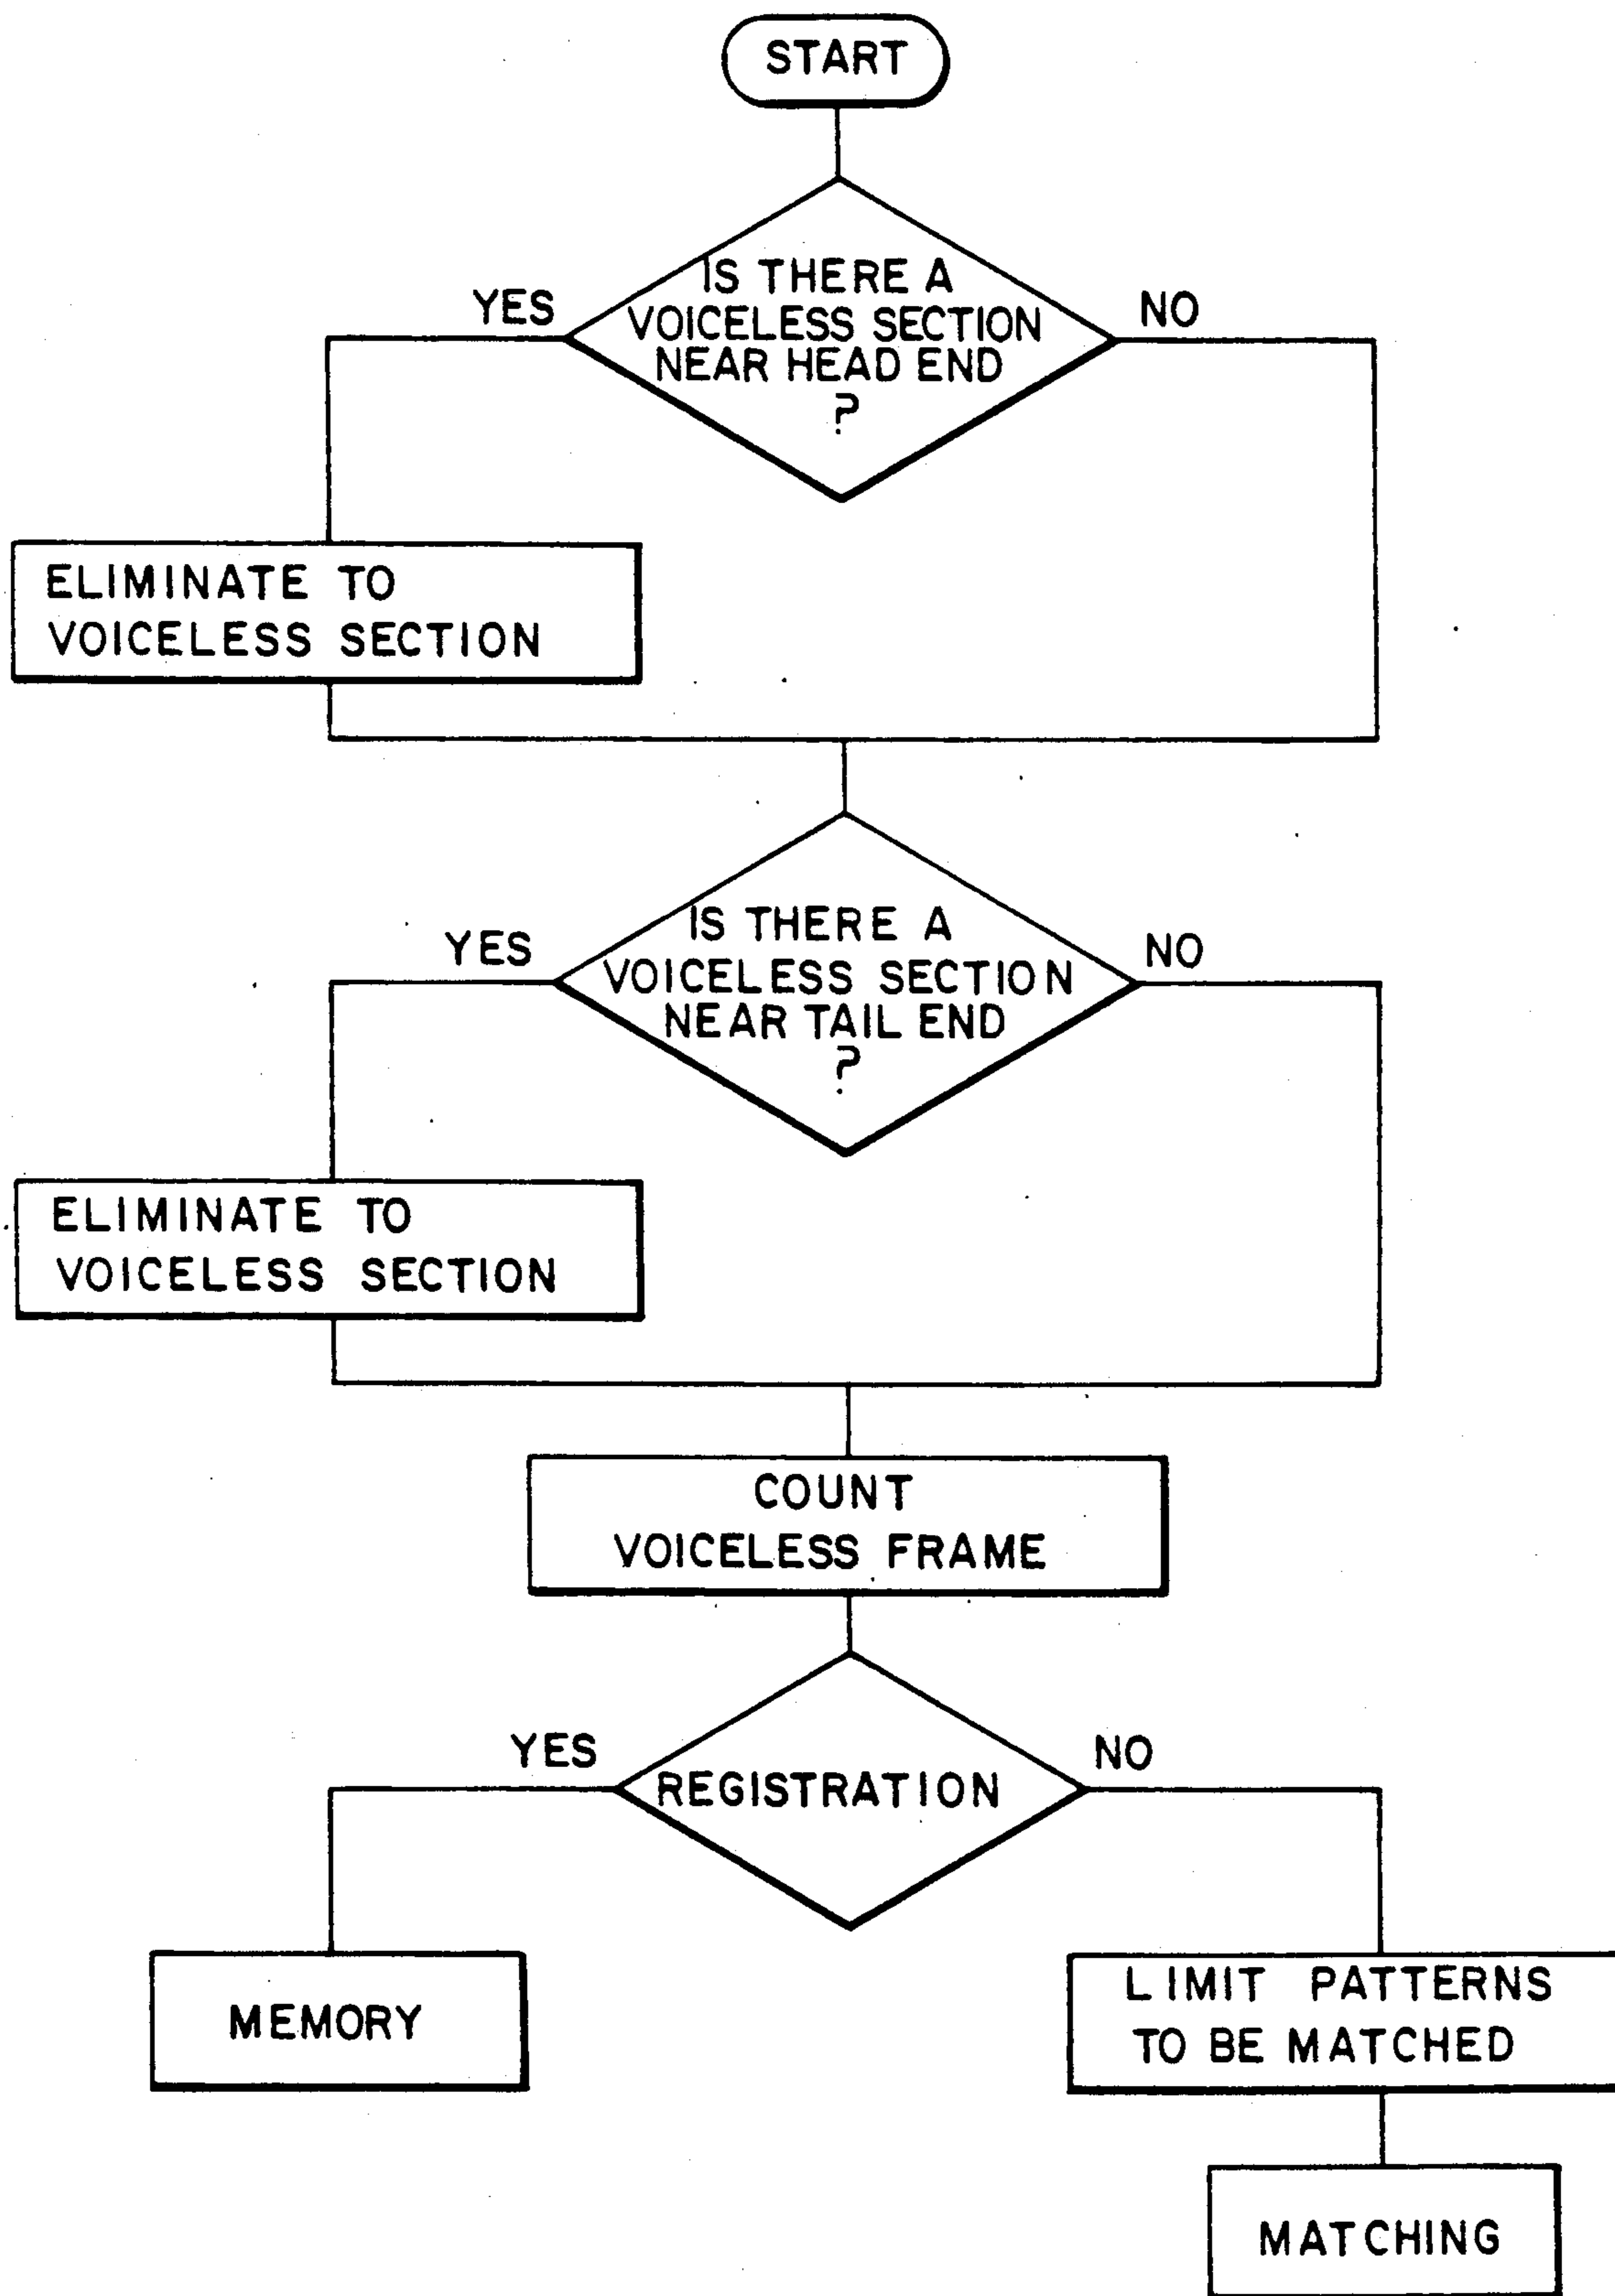 START
IS THERE A
VOICELESS SECTION
NEAR HEAD END
?
YES
NO
ELIMINATE TO
VOICELESS SECTION
IS THERE A
VOICELESS SECTION
NEAR TAIL END
?
YES
NO
ELIMINATE TO
VOICELESS SECTION
COUNT
VOICELESS FRAME
REGISTRATION
YES
NO
MEMORY
LIMIT PATTERNS
TO BE MATCHED
MATCHING